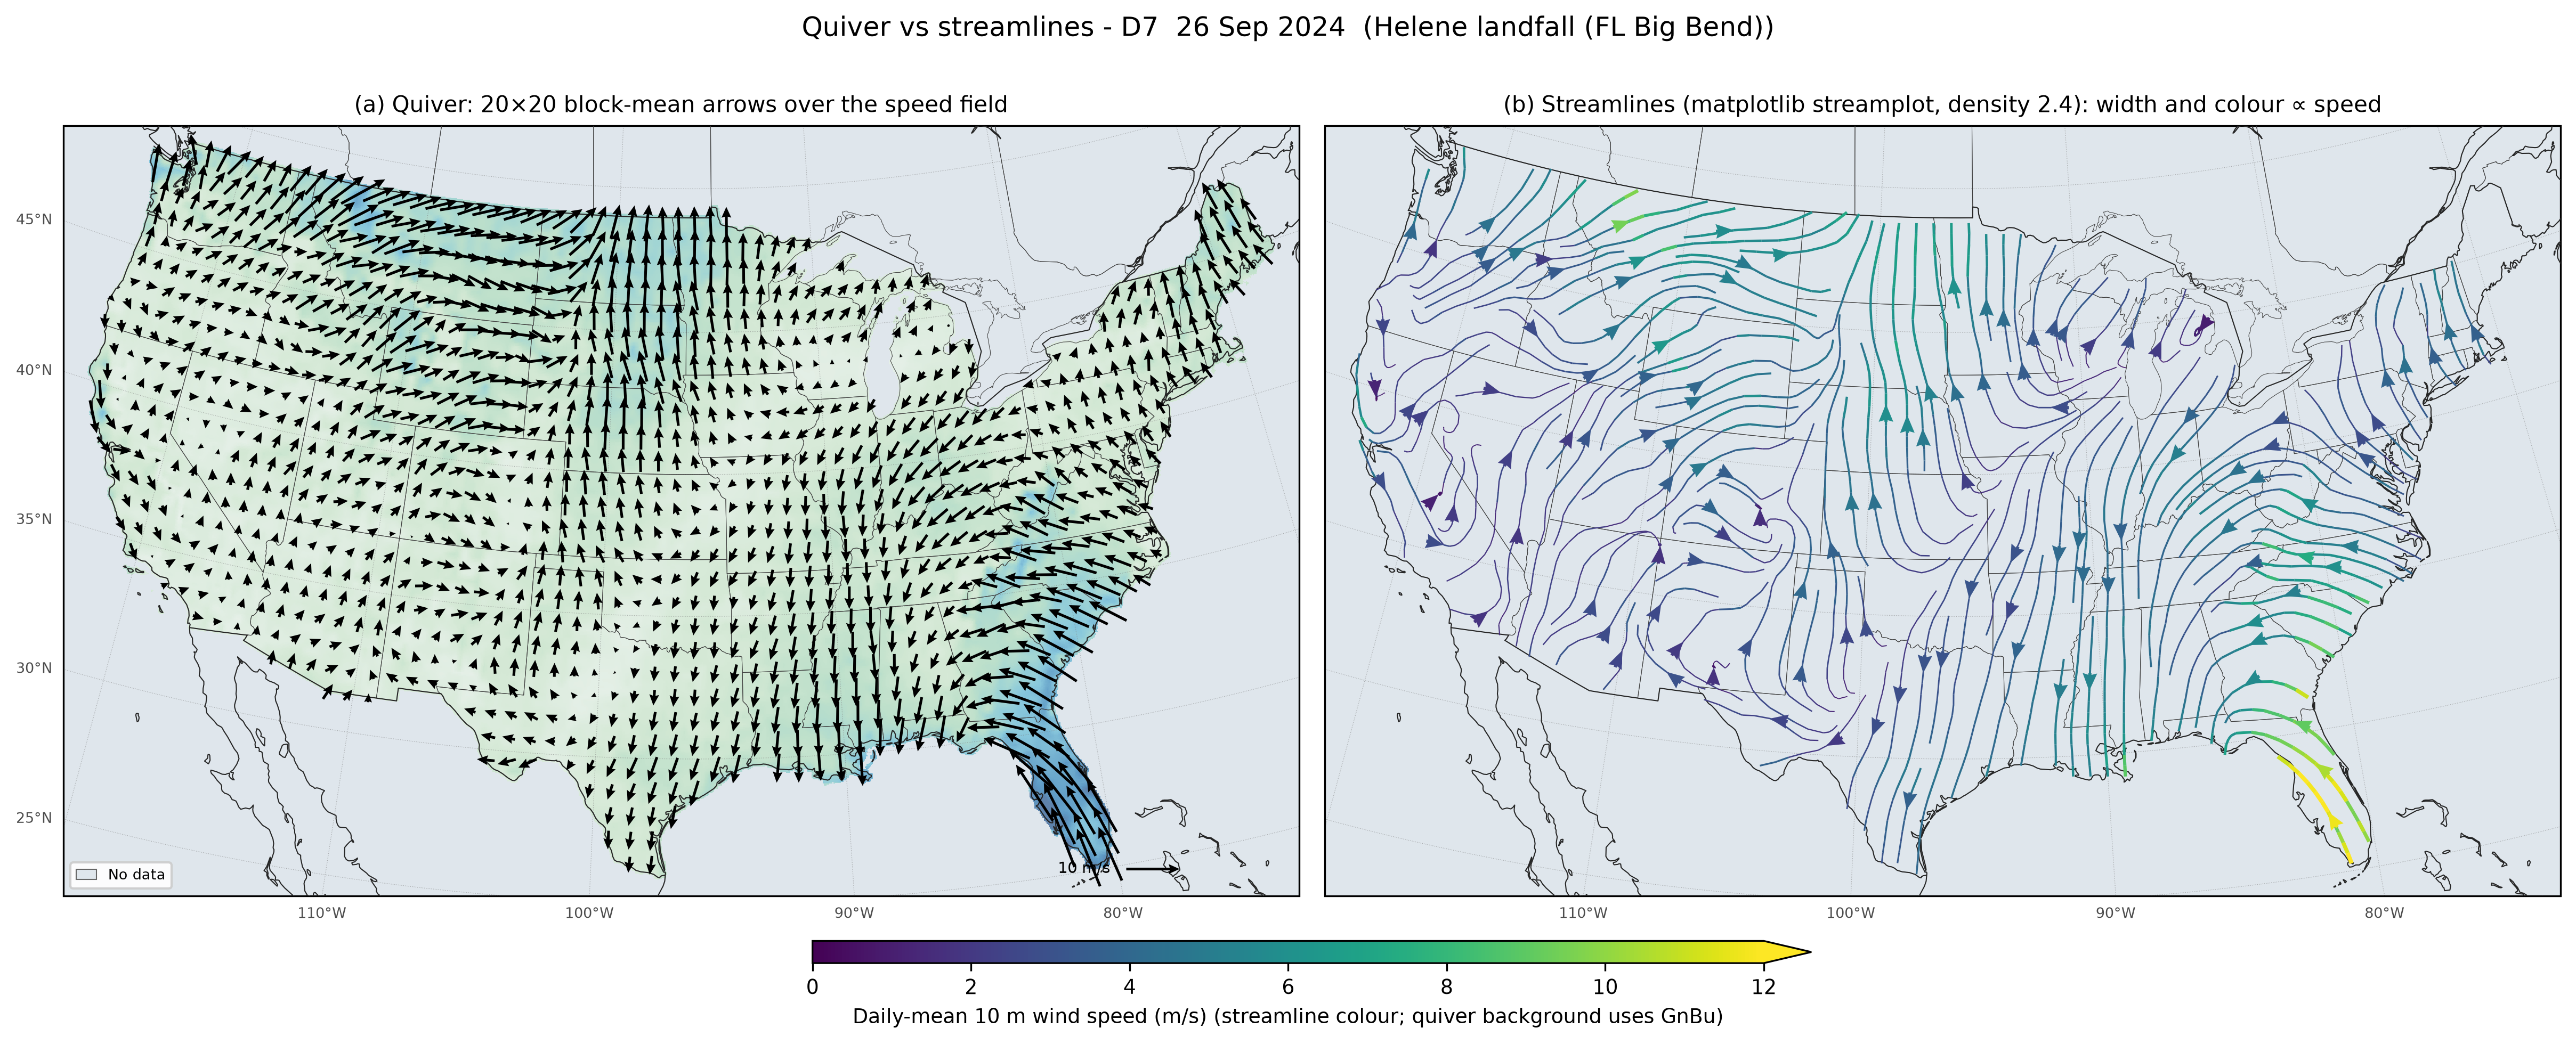 Quiver vs streamlines - D7  26 Sep 2024  (Helene landfall (FL Big Bend))
(a) Quiver: 20×20 block-mean arrows over the speed field
(b) Streamlines (matplotlib streamplot, density 2.4): width and colour ∝ speed
45°N
40°N
35°N
30°N
25°N
No data
10 m/s
110°W
100°W
90°W
80°W
110°W
100°W
90°W
80°W
0
2
4
6
8
10
12
Daily-mean 10 m wind speed (m/s) (streamline colour; quiver background uses GnBu)